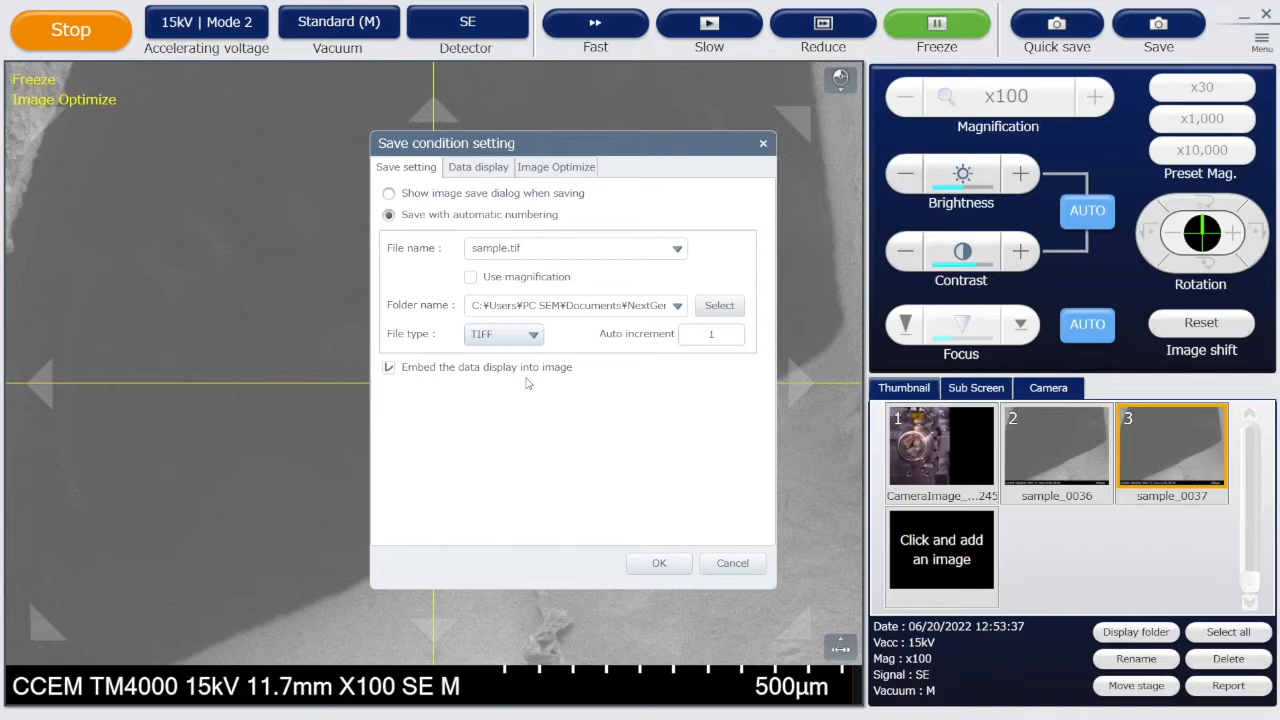 Stop
15kV | Mode 2
Accelerating voltage
Standard (M)
Vacuum
SE
Detector
Fast
Slow
Reduce
Freeze
Quick save
Save
Menu
Freeze
Image Optimize
Save condition setting
Save setting
Data display
Image Optimize
Show image save dialog when saving
Save with automatic numbering
File name :
sample.tif
Use magnification
Folder name :
C:¥Users¥PC SEM¥Documents¥NextGer
Select
File type :
TIFF
Auto increment
1
Embed the data display into image
OK
Cancel
CCEM TM4000 15kV 11.7mm X100 SE M
500µm
x100
Magnification
x30
x1,000
x10,000
Preset Mag.
Brightness
AUTO
Contrast
Rotation
AUTO
Focus
Reset
Image shift
Thumbnail
Sub Screen
Camera
1
CameraImage_...245
2
sample_0036
3
sample_0037
Click and add
an image
Date : 06/20/2022 12:53:37
Vacc : 15kV
Mag : x100
Signal : SE
Vacuum : M
Display folder
Select all
Rename
Delete
Move stage
Report